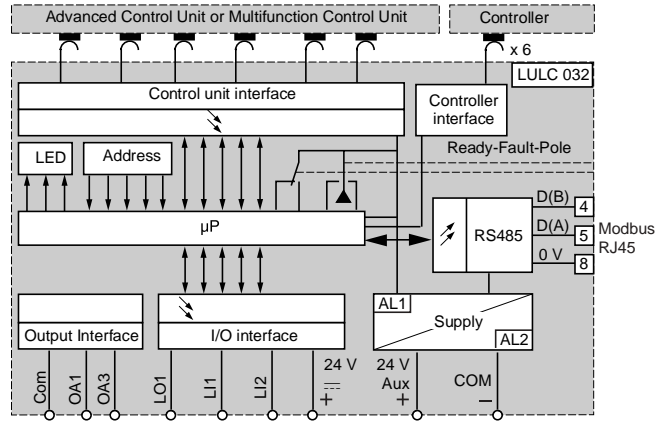 Advanced Control Unit or Multifunction Control Unit
Controller
x 6
LULC 032
Control unit interface
Controller
interface
Ready-Fault-Pole
LED
Address
µP
RS485
D(B)
4
D(A)
5
0 V
8
Modbus
RJ45
AL1
Supply
AL2
Output Interface
I/O interface
Com
OA1
OA3
LO1
LI1
LI2
24 V
+
24 V
Aux
+
COM
–